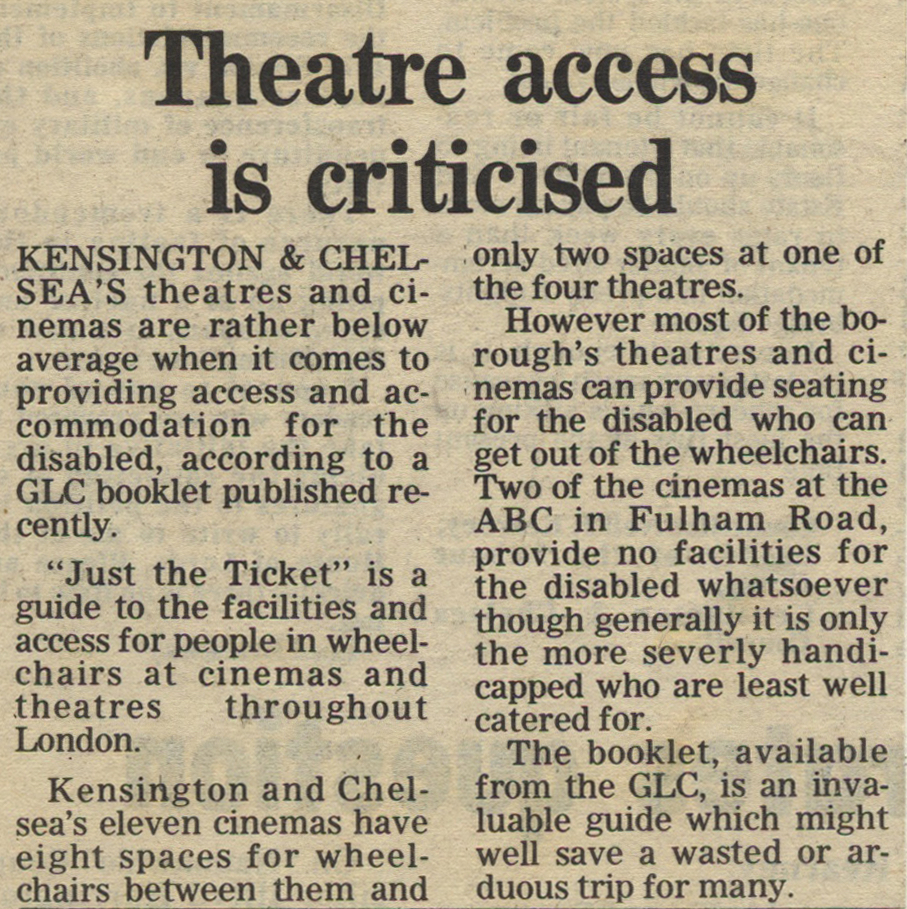 Theatre access
is criticised
KENSINGTON & CHEL-
SEA'S theatres and ci-
nemas are rather below
average when it comes to
providing access and ac-
commodation for the
disabled, according to a
GLC booklet published re-
cently.
"Just the Ticket" is a
guide to the facilities and
access for people in wheel-
chairs at cinemas and
theatres throughout
London.
Kensington and Chel-
sea's eleven cinemas have
eight spaces for wheel-
chairs between them and
only two spaces at one of
the four theatres.
However most of the bo-
rough's theatres and ci-
nemas can provide seating
for the disabled who can
get out of the wheelchairs.
Two of the cinemas at the
ABC in Fulham Road,
provide no facilities for
the disabled whatsoever
though generally it is only
the more severly handi-
capped who are least well
catered for.
The booklet, available
from the GLC, is an inva-
luable guide which might
well save a wasted or ar-
duous trip for many.